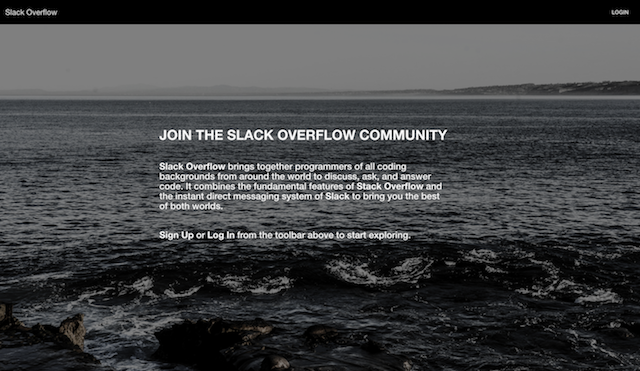 Slack Overflow
LOGIN
JOIN THE SLACK OVERFLOW COMMUNITY
Slack Overflow brings together programmers of all coding
backgrounds from around the world to discuss, ask, and answer
code. It combines the fundamental features of Stack Overflow and
the instant direct messaging system of Slack to bring you the best
of both worlds.
Sign Up or Log In from the toolbar above to start exploring.